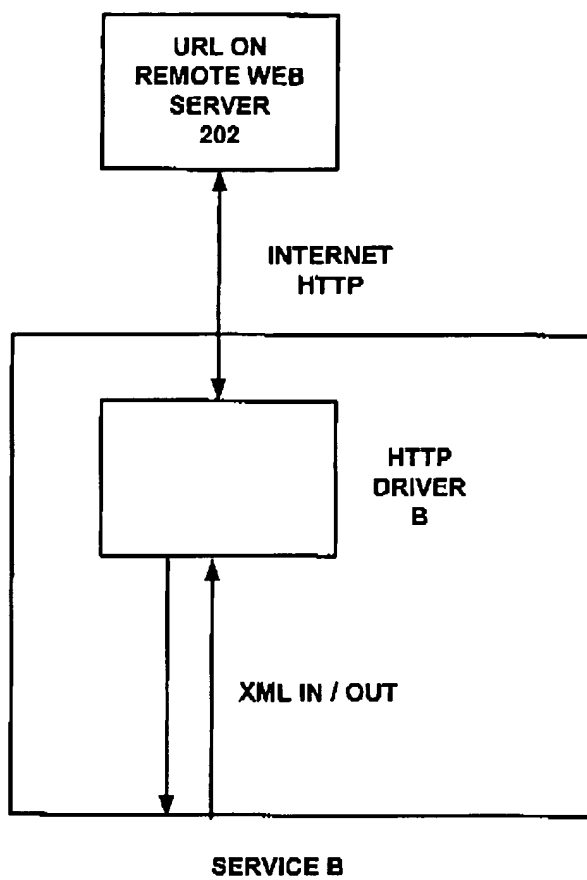 URL ON
REMOTE WEB
SERVER
202
INTERNET
HTTP
HTTP
DRIVER
B
XML IN / OUT
SERVICE B